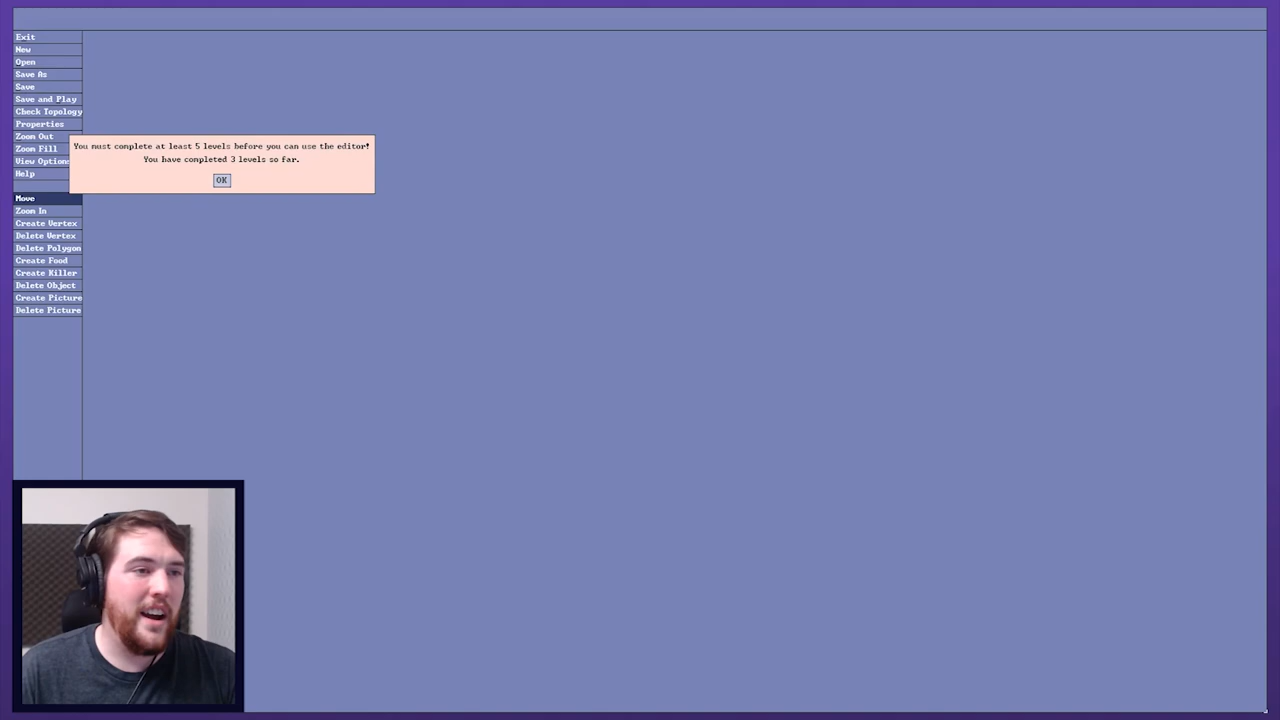 Exit
New
Open
Save As
Save
Save and Play
Check Topology
Properties
Zoom Out
Zoom Fill
View Options
Help
You must complete at least 5 levels before you can use the editor!
You have completed 3 levels so far.
OK
Move
Zoom In
Create Vertex
Delete Vertex
Delete Polygon
Create Food
Create Killer
Delete Object
Create Picture
Delete Picture